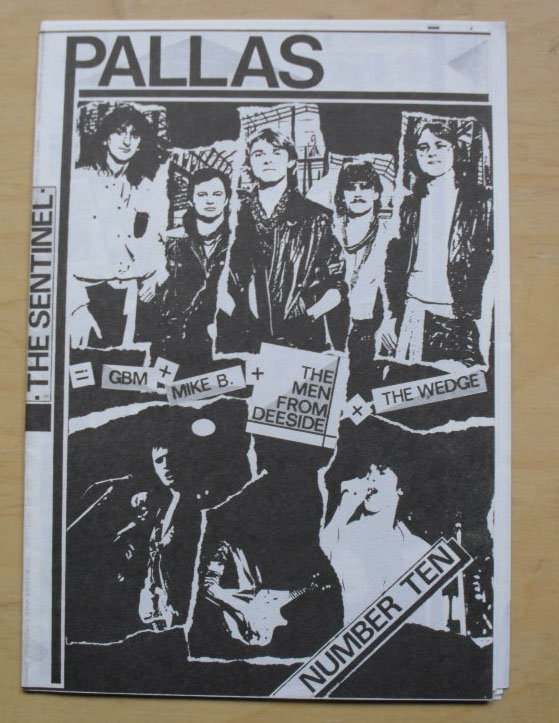 PALLAS
: THE SENTINEL :
= GBM + MIKE B. + THE
MEN
FROM
DEESIDE × THE WEDGE
NUMBER TEN